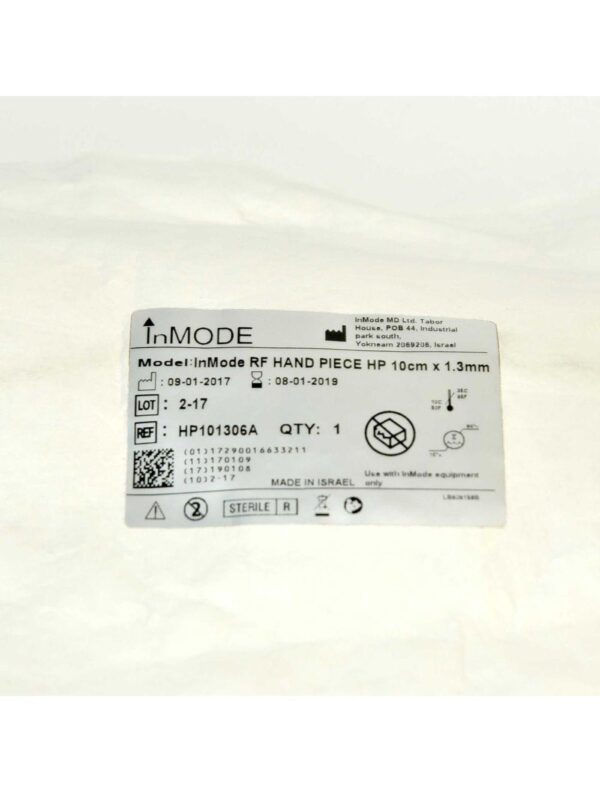 InMODE
InMode MD Ltd. Tabor
House, POB 44, Industrial
park south,
Yokneam 2069206, Israel
Model:InMode RF HAND PIECE HP 10cm x 1.3mm
: 09-01-2017 : 08-01-2019
LOT : 2-17
REF : HP101306A QTY: 1
(01)17290016633211
(11)170109
(17)190108
(10)2-17
MADE IN ISRAEL
Use with InMode equipment
only
2
STERILE R